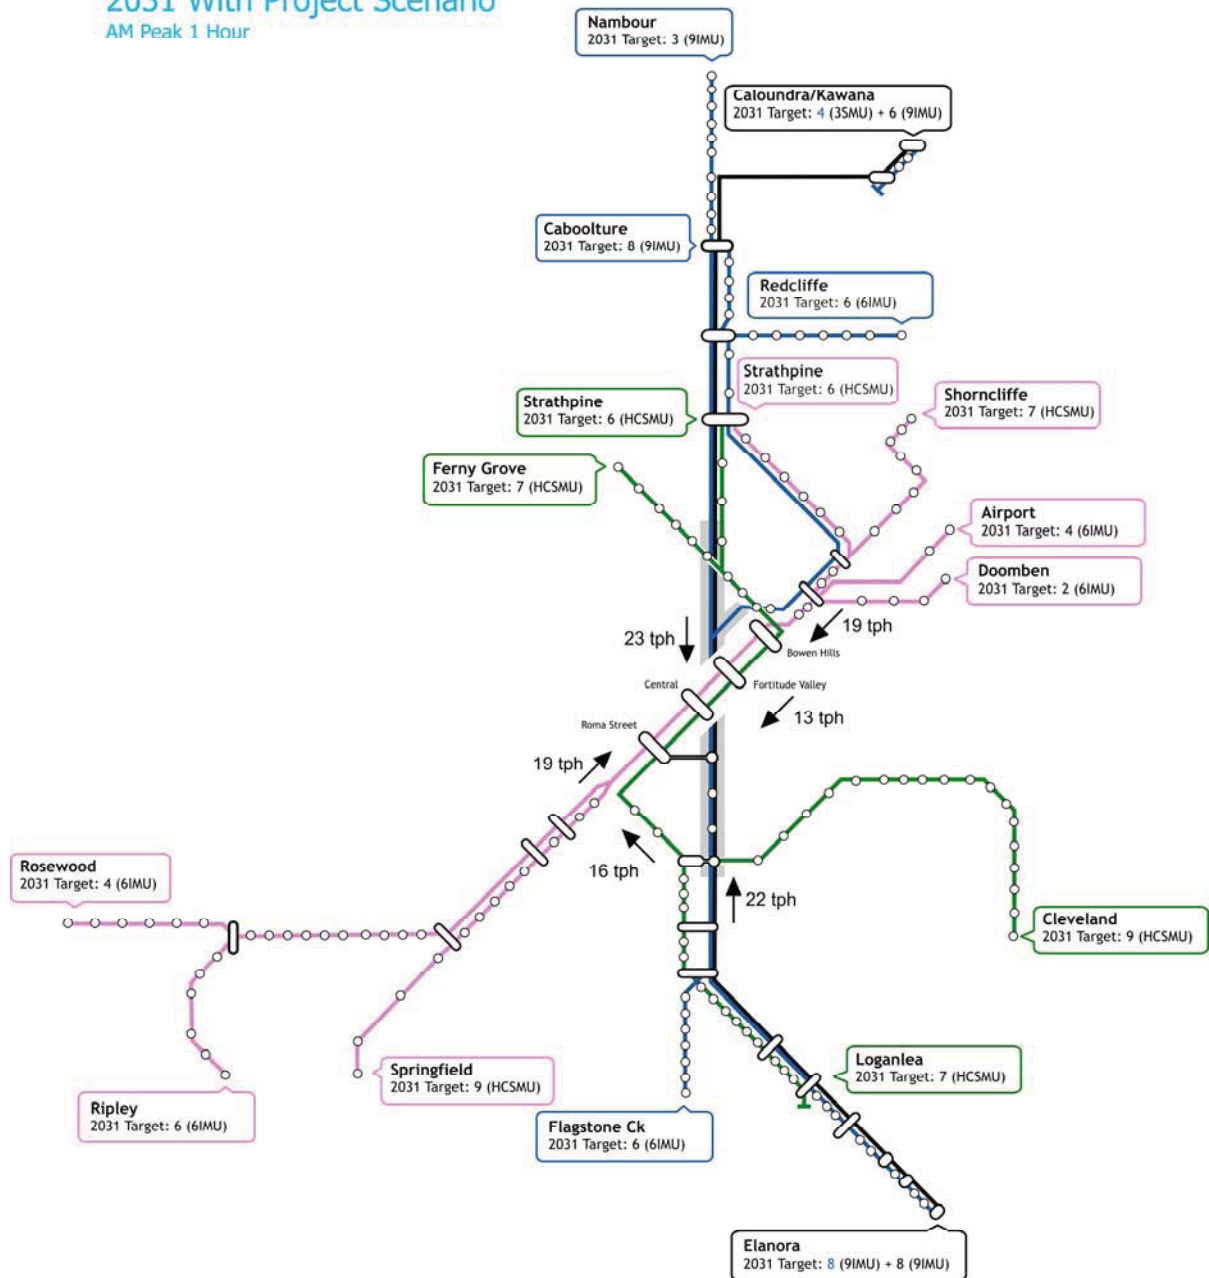 2031 With Project Scenario
AM Peak 1 Hour
Nambour
2031 Target: 3 (9IMU)
Caloundra/Kawana
2031 Target: 4 (3SMU) + 6 (9IMU)
Caboolture
2031 Target: 8 (9IMU)
Redcliffe
2031 Target: 6 (6IMU)
Strathpine
2031 Target: 6 (HCSMU)
Strathpine
2031 Target: 6 (HCSMU)
Shorncliffe
2031 Target: 7 (HCSMU)
Ferny Grove
2031 Target: 7 (HCSMU)
Airport
2031 Target: 4 (6IMU)
Doomben
2031 Target: 2 (6IMU)
23 tph
19 tph
Bowen Hills
Central
Fortitude Valley
13 tph
Roma Street
19 tph
16 tph
22 tph
Rosewood
2031 Target: 4 (6IMU)
Cleveland
2031 Target: 9 (HCSMU)
Springfield
2031 Target: 9 (HCSMU)
Loganlea
2031 Target: 7 (HCSMU)
Ripley
2031 Target: 6 (6IMU)
Flagstone Ck
2031 Target: 6 (6IMU)
Elanora
2031 Target: 8 (9IMU) + 8 (9IMU)